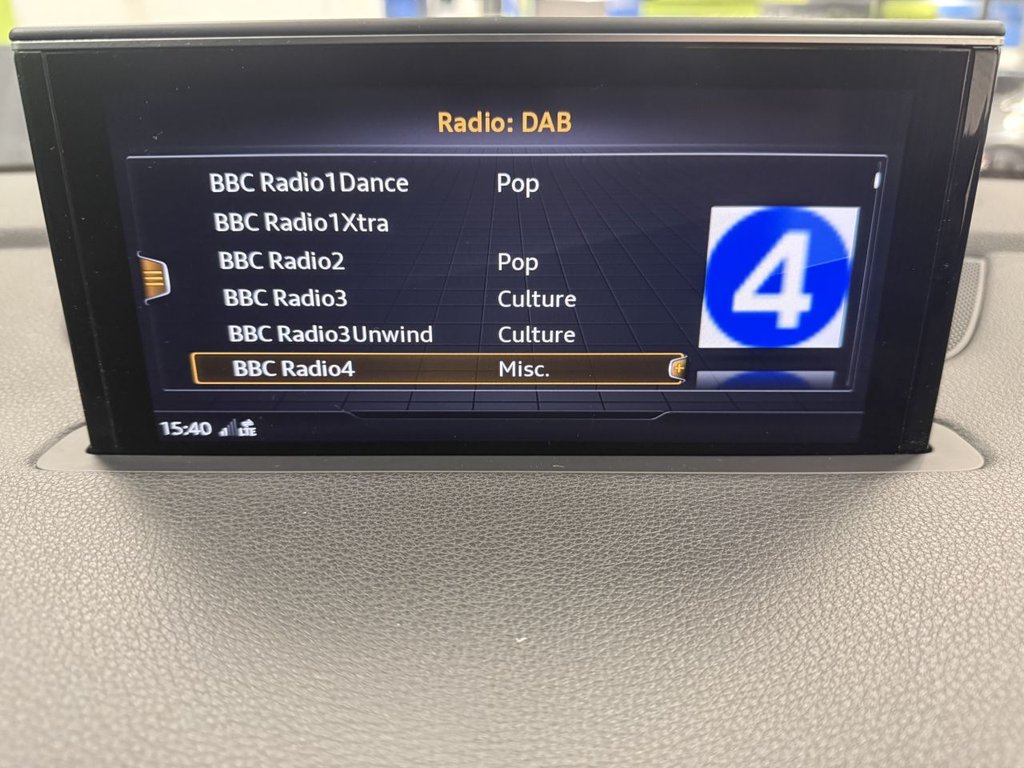 Radio: DAB
BBC Radio1Dance Pop
BBC Radio1Xtra
BBC Radio2 Pop
BBC Radio3 Culture
BBC Radio3Unwind Culture
BBC Radio4 Misc.
4
15:40 LTE